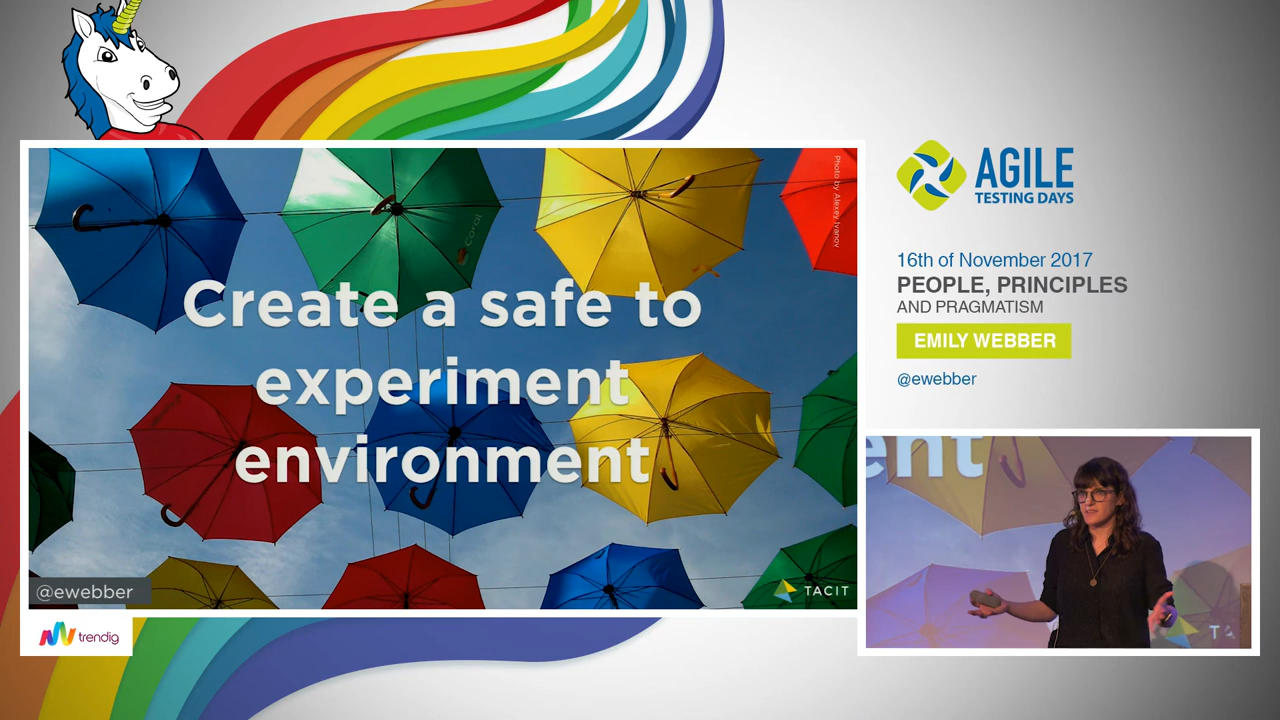 Create a safe to
experiment
environment
Photo by Alexey Ivanov
coral
@ewebber
TACIT
trendig
AGILE
TESTING DAYS
16th of November 2017
PEOPLE, PRINCIPLES
AND PRAGMATISM
EMILY WEBBER
@ewebber
ent